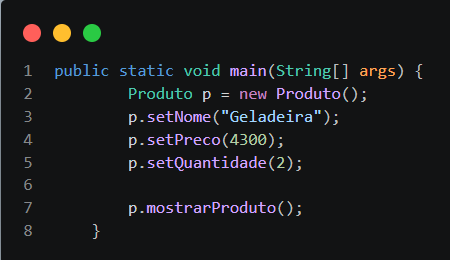 1 public static void main(String[] args) {
2 Produto p = new Produto();
3 p.setNome("Geladeira");
4 p.setPreco(4300);
5 p.setQuantidade(2);
6
7 p.mostrarProduto();
8 }